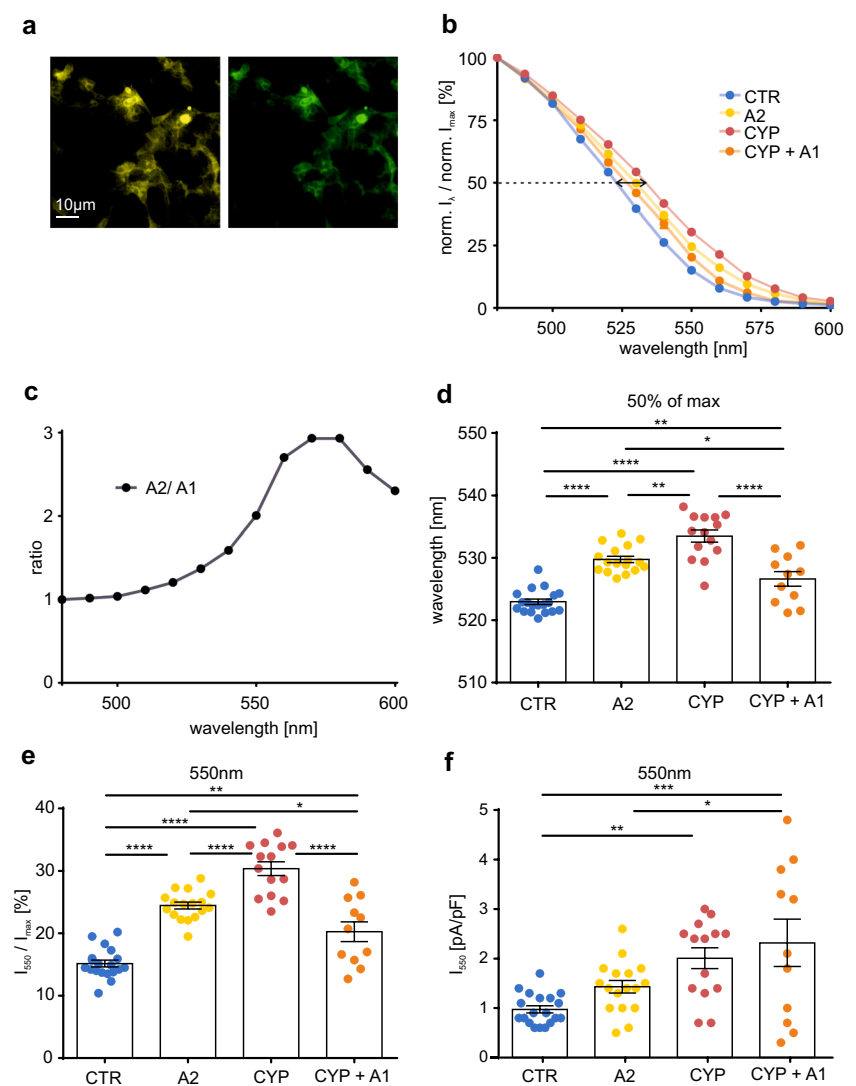 a
10µm
b
norm. I_λ / norm. I_max [%]
100
75
50
25
0
500
525
550
575
600
wavelength [nm]
CTR
A2
CYP
CYP + A1
c
ratio
3
2
1
0
A2/ A1
500
550
600
wavelength [nm]
d
50% of max
wavelength [nm]
550
540
530
520
510
**
*
****
**** ** ****
CTR A2 CYP CYP + A1
e
550nm
I_550 / I_max [%]
40
30
20
10
0
**
*
****
**** **** ****
CTR A2 CYP CYP + A1
f
550nm
I_550 [pA/pF]
5
4
3
2
1
0
***
*
**
CTR A2 CYP CYP + A1